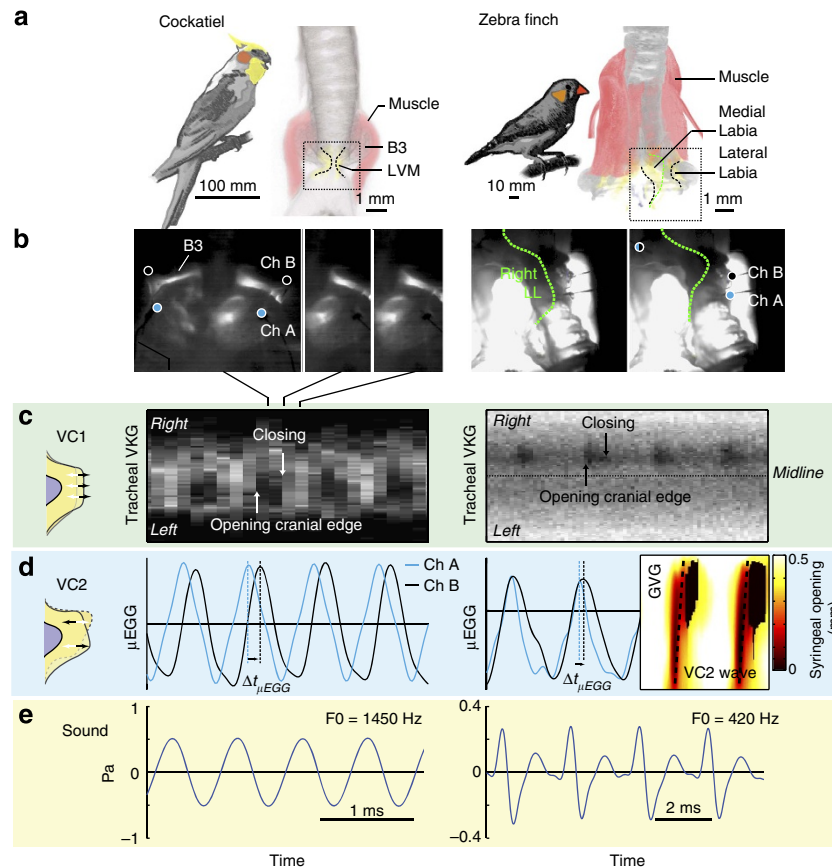 a
Cockatiel
Zebra finch
Muscle
B3
LVM
100 mm
1 mm
Muscle
Medial
Labia
Lateral
Labia
10 mm
1 mm
b
B3
Ch B
Ch A
Right
LL
Ch B
Ch A
c
VC1
Tracheal VKG
Right
Left
Closing
Opening cranial edge
Tracheal VKG
Right
Left
Closing
Opening cranial edge
Midline
d
VC2
μEGG
Ch A
Ch B
Δt μEGG
μEGG
Δt μEGG
GVG
VC2 wave
0.5
0
Syringeal opening
(mm)
e
Sound
Pa
1
0
−1
F0 = 1450 Hz
1 ms
Time
0.4
0
−0.4
F0 = 420 Hz
2 ms
Time